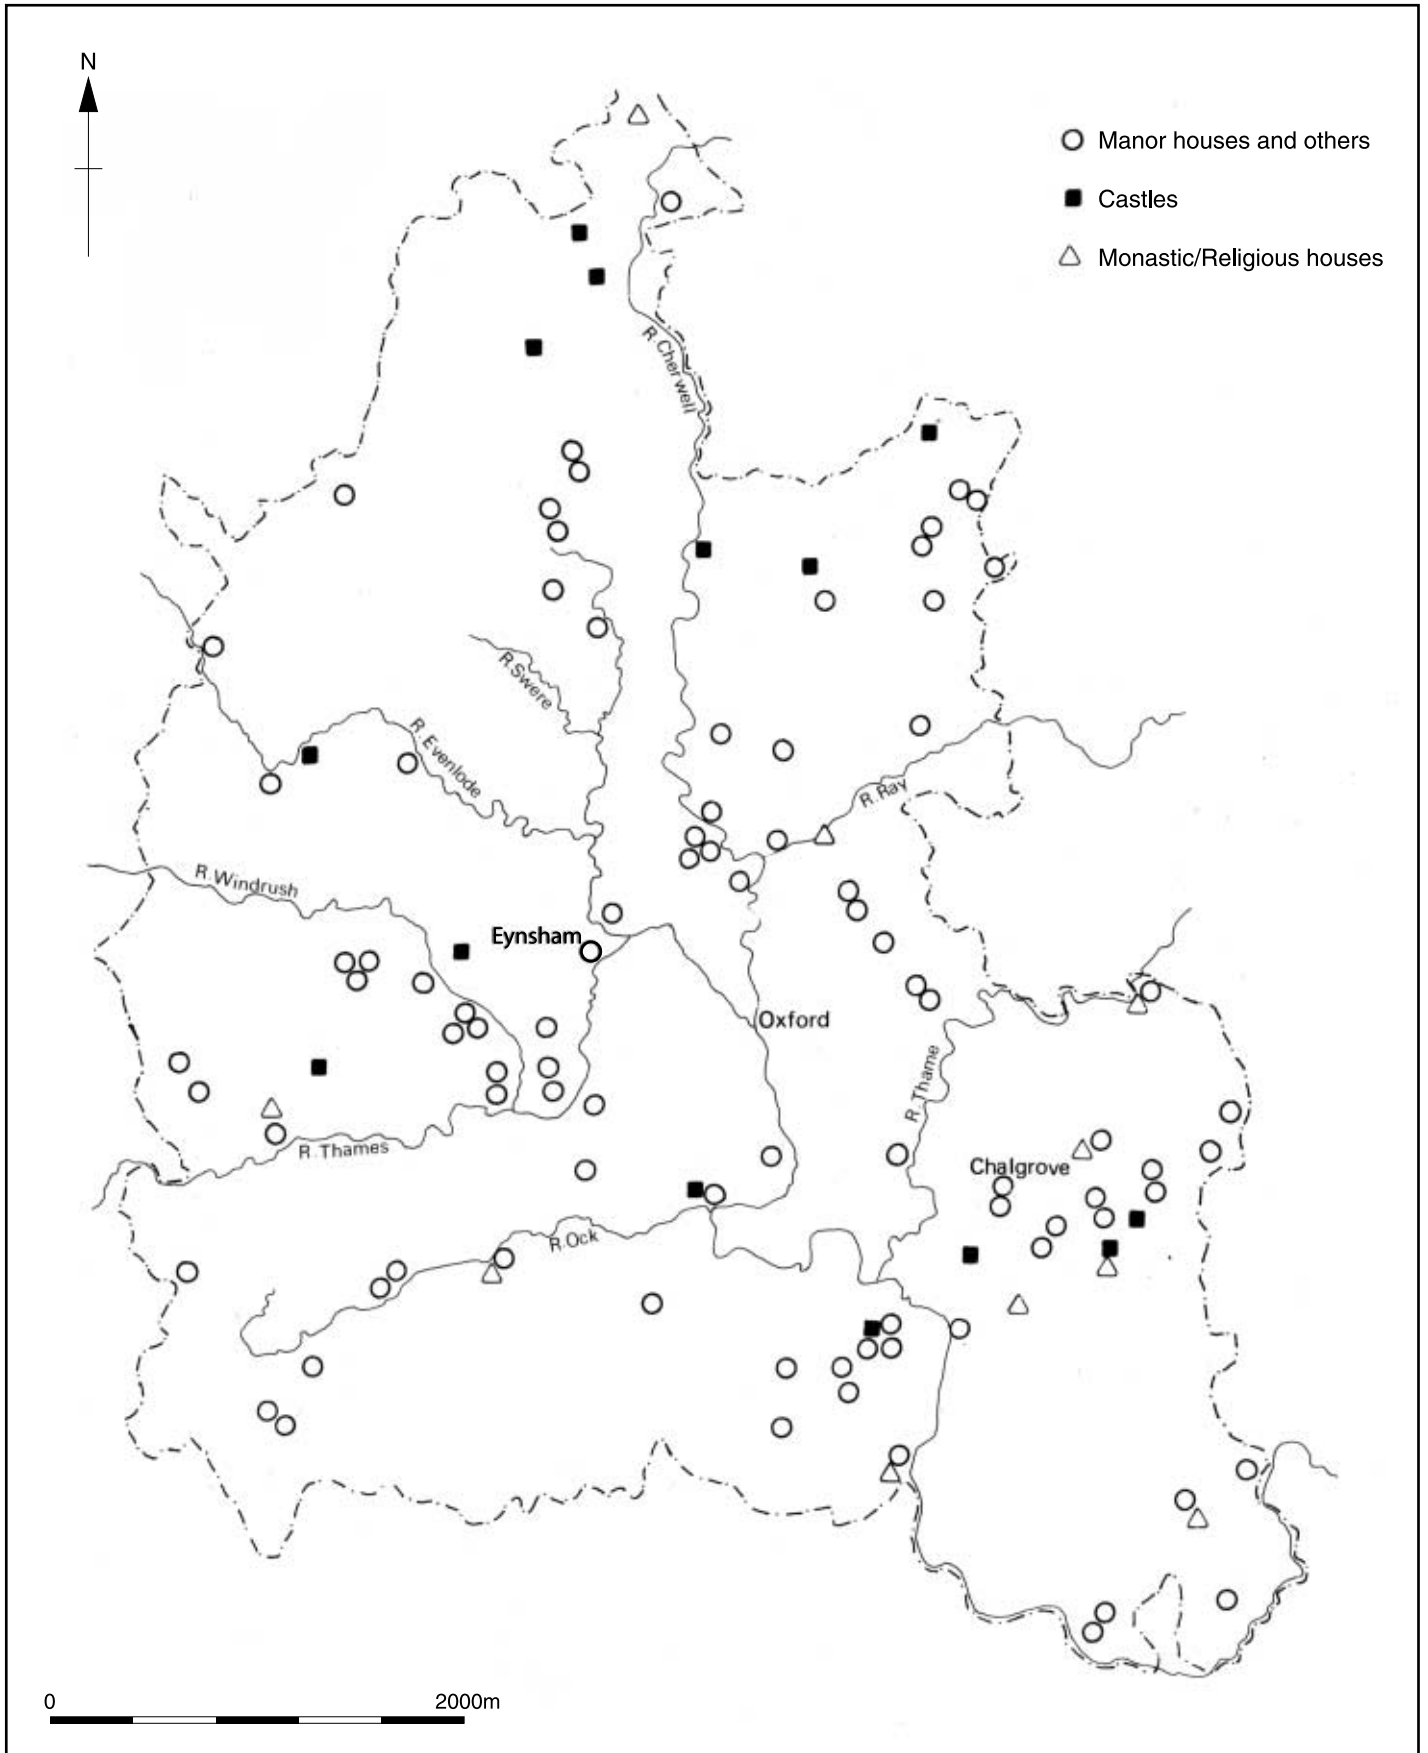 N
Manor houses and others
Castles
Monastic/Religious houses
R.Cherwell
R.Swere
R.Evenlode
R.Ray
R.Windrush
Eynsham
Oxford
R.Thame
R.Thames
Chalgrove
R.Ock
0 2000m